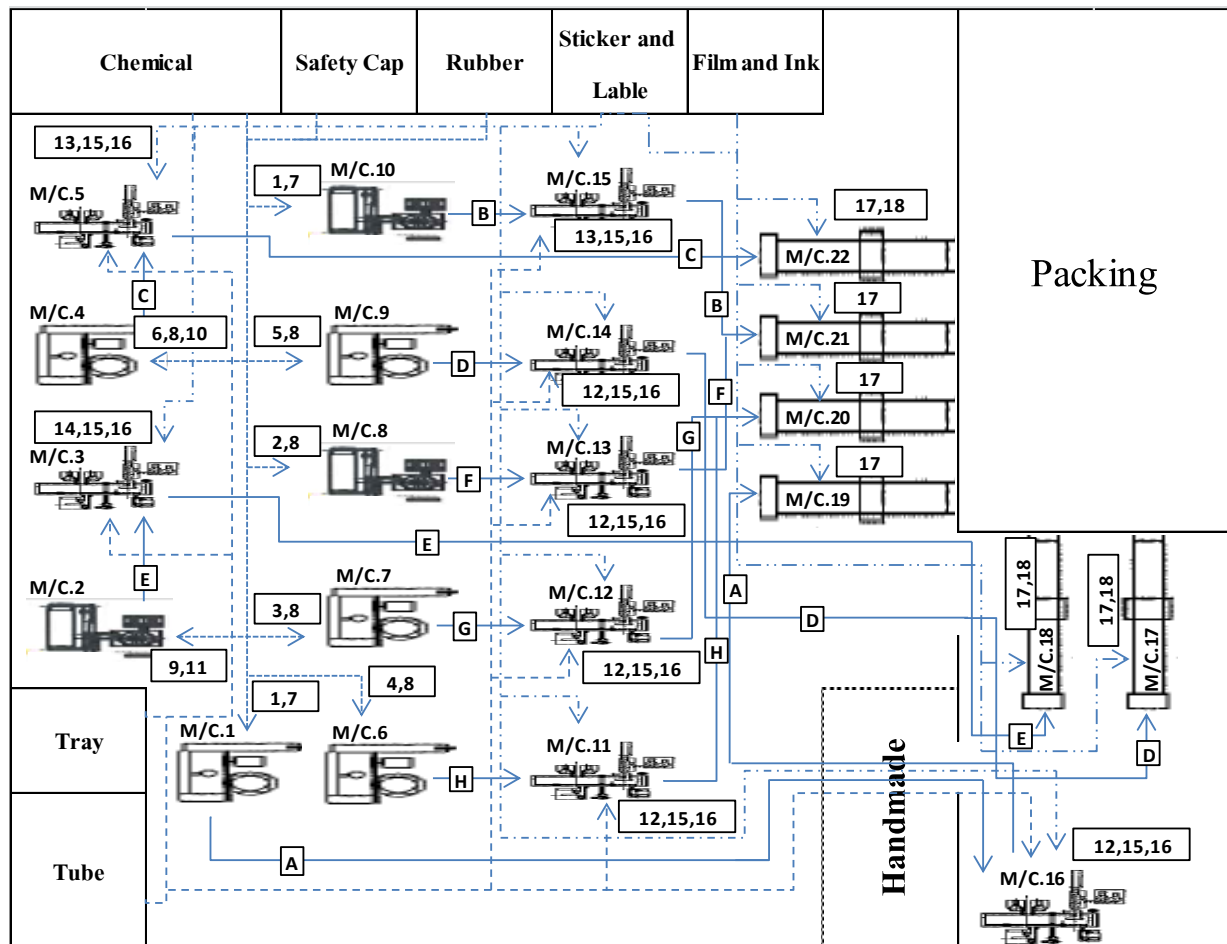 Chemical
Safety Cap
Rubber
Sticker and
Lable
Film and Ink
Packing
13,15,16
M/C.5
1,7
M/C.10
B
M/C.15
13,15,16
17,18
M/C.22
C
C
M/C.4
6,8,10
5,8
M/C.9
D
M/C.14
12,15,16
B
17
M/C.21
F
17
M/C.20
14,15,16
M/C.3
2,8
M/C.8
F
M/C.13
G
12,15,16
17
M/C.19
E
E
M/C.2
9,11
3,8
M/C.7
G
M/C.12
12,15,16
A
D
H
17,18
M/C.18
17,18
M/C.17
E
D
Tray
Tube
1,7
M/C.1
4,8
M/C.6
H
M/C.11
12,15,16
A
Handmade
12,15,16
M/C.16